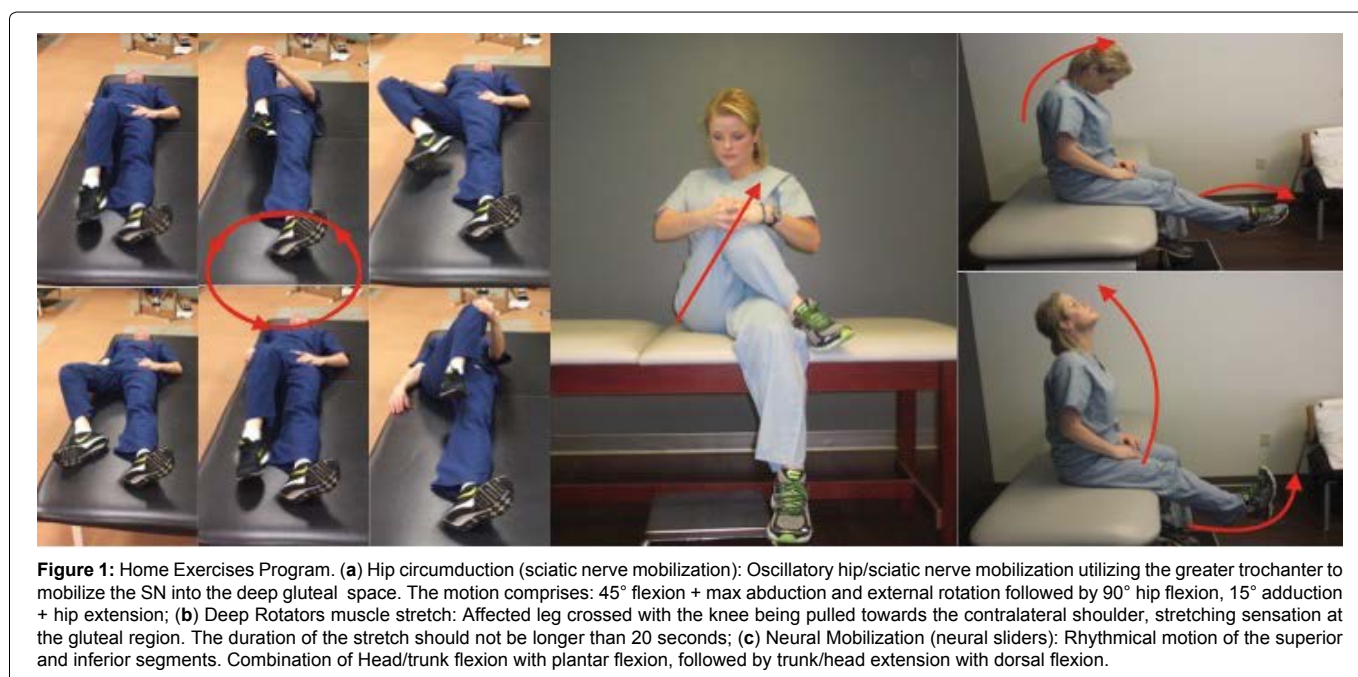 Figure 1: Home Exercises Program. (a) Hip circumduction (sciatic nerve mobilization): Oscillatory hip/sciatic nerve mobilization utilizing the greater trochanter to
mobilize the SN into the deep gluteal space. The motion comprises: 45° flexion + max abduction and external rotation followed by 90° hip flexion, 15° adduction
+ hip extension; (b) Deep Rotators muscle stretch: Affected leg crossed with the knee being pulled towards the contralateral shoulder, stretching sensation at
the gluteal region. The duration of the stretch should not be longer than 20 seconds; (c) Neural Mobilization (neural sliders): Rhythmical motion of the superior
and inferior segments. Combination of Head/trunk flexion with plantar flexion, followed by trunk/head extension with dorsal flexion.